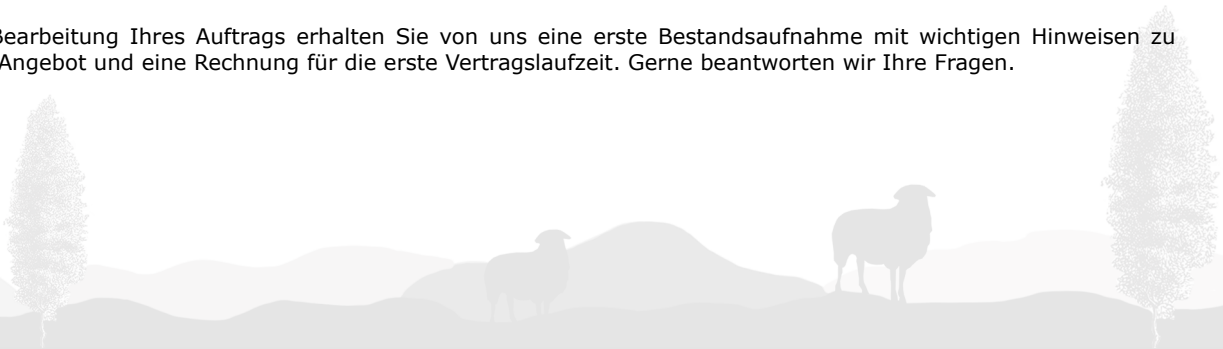 Bearbeitung Ihres Auftrags erhalten Sie von uns eine erste Bestandsaufnahme mit wichtigen Hinweisen zu
Angebot und eine Rechnung für die erste Vertragslaufzeit. Gerne beantworten wir Ihre Fragen.